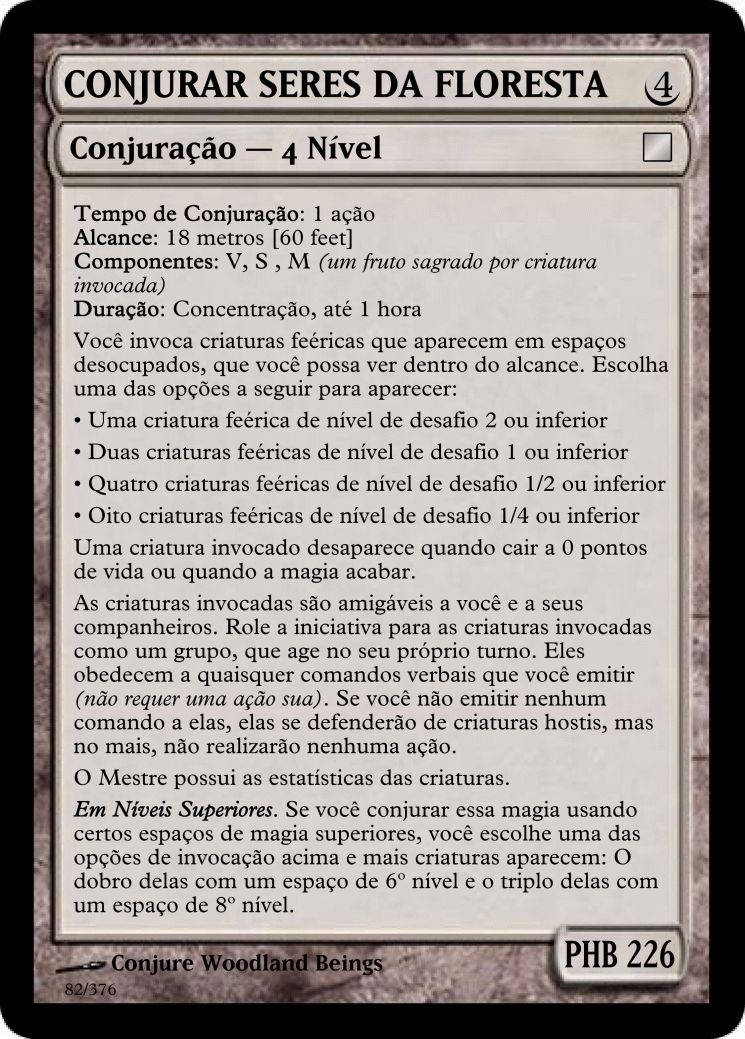 CONJURAR SERES DA FLORESTA 4
Conjuração — 4 Nível
Tempo de Conjuração: 1 ação
Alcance: 18 metros [60 feet]
Componentes: V, S , M (um fruto sagrado por criatura
invocada)
Duração: Concentração, até 1 hora
Você invoca criaturas feéricas que aparecem em espaços
desocupados, que você possa ver dentro do alcance. Escolha
uma das opções a seguir para aparecer:
• Uma criatura feérica de nível de desafio 2 ou inferior
• Duas criaturas feéricas de nível de desafio 1 ou inferior
• Quatro criaturas feéricas de nível de desafio 1/2 ou inferior
• Oito criaturas feéricas de nível de desafio 1/4 ou inferior
Uma criatura invocado desaparece quando cair a 0 pontos
de vida ou quando a magia acabar.
As criaturas invocadas são amigáveis a você e a seus
companheiros. Role a iniciativa para as criaturas invocadas
como um grupo, que age no seu próprio turno. Eles
obedecem a quaisquer comandos verbais que você emitir
(não requer uma ação sua). Se você não emitir nenhum
comando a elas, elas se defenderão de criaturas hostis, mas
no mais, não realizarão nenhuma ação.
O Mestre possui as estatísticas das criaturas.
Em Níveis Superiores. Se você conjurar essa magia usando
certos espaços de magia superiores, você escolhe uma das
opções de invocação acima e mais criaturas aparecem: O
dobro delas com um espaço de 6º nível e o triplo delas com
um espaço de 8º nível.
PHB 226
Conjure Woodland Beings
82/376